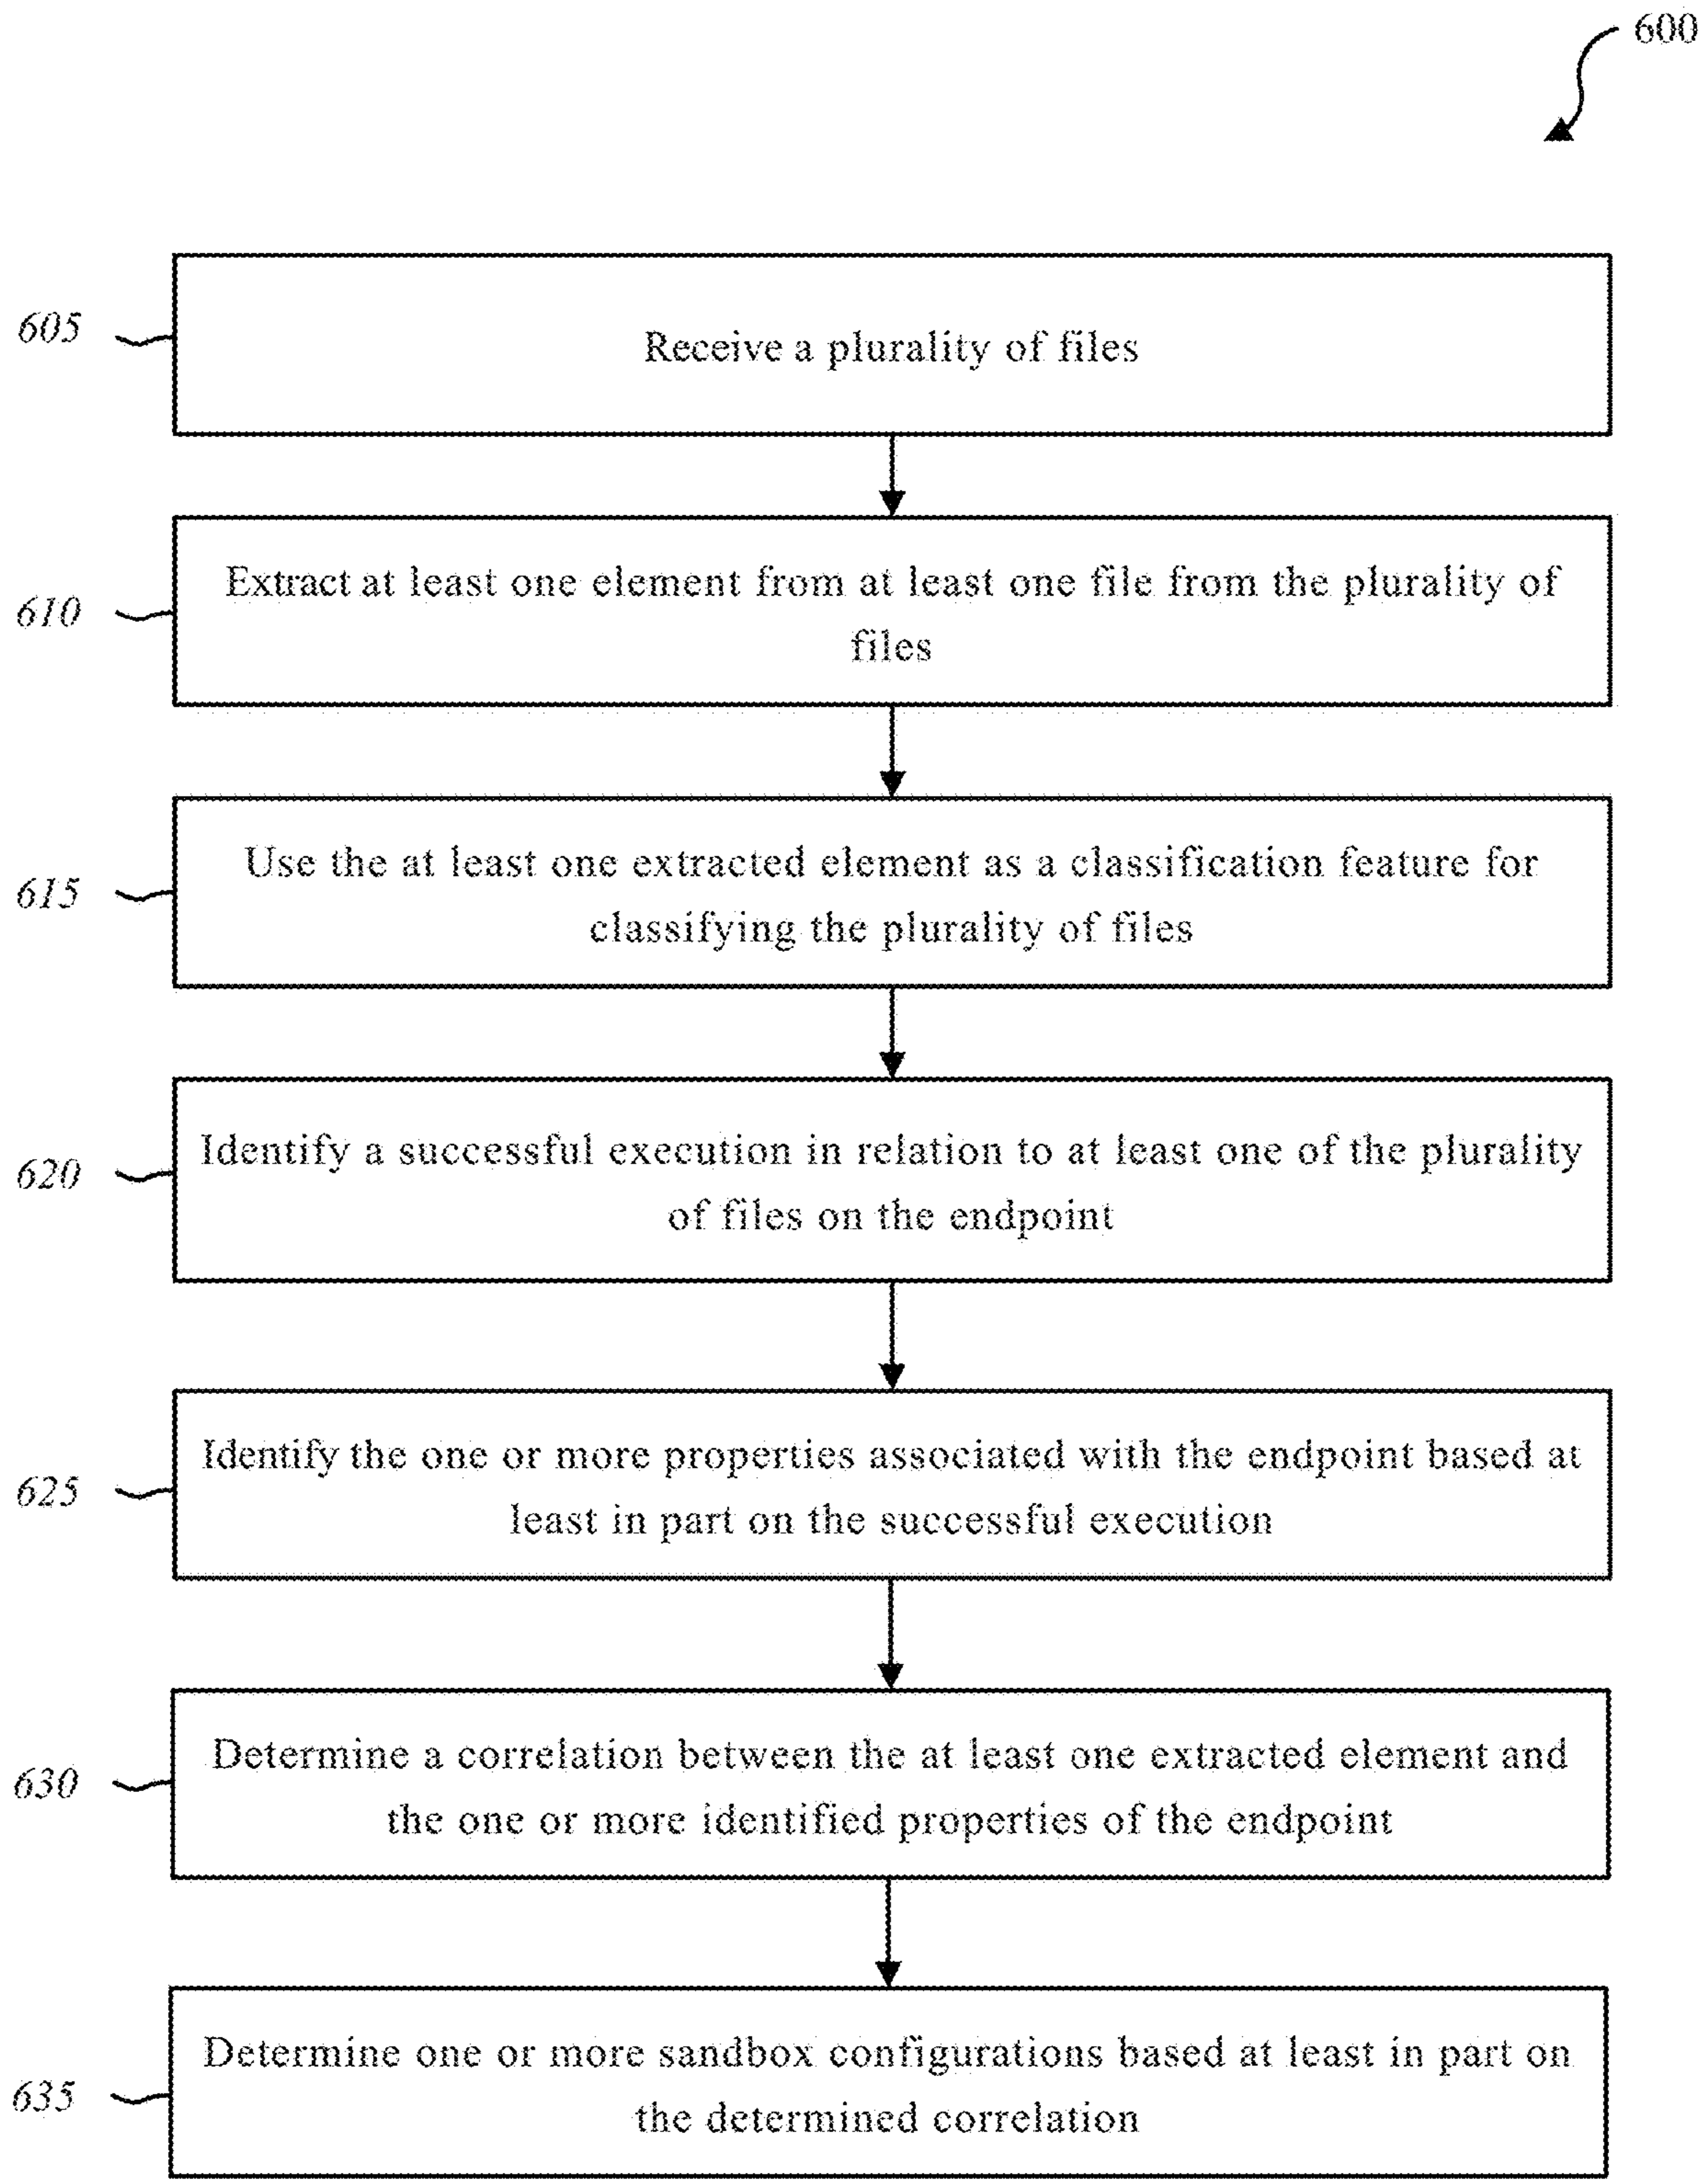 600
605
Receive a plurality of files
610
Extract at least one element from at least one file from the plurality of
files
615
Use the at least one extracted element as a classification feature for
classifying the plurality of files
620
Identify a successful execution in relation to at least one of the plurality
of files on the endpoint
625
Identify the one or more properties associated with the endpoint based at
least in part on the successful execution
630
Determine a correlation between the at least one extracted element and
the one or more identified properties of the endpoint
635
Determine one or more sandbox configurations based at least in part on
the determined correlation